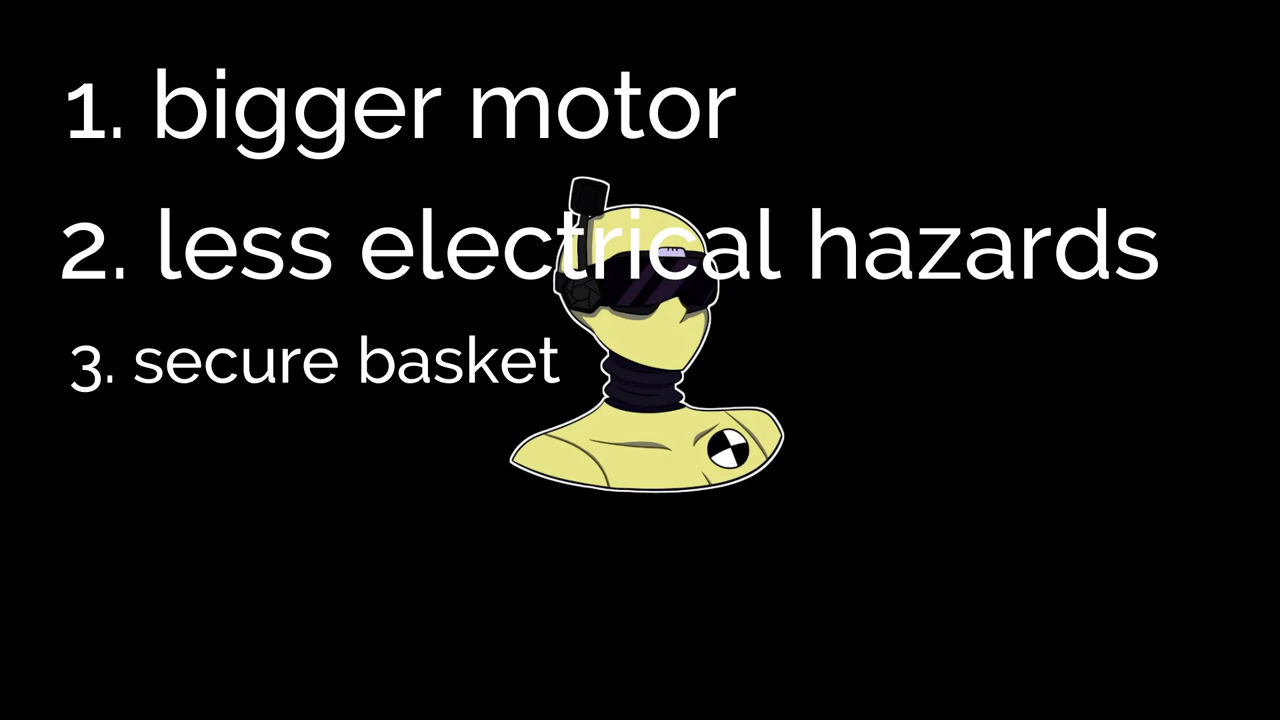 1. bigger motor
2. less electrical hazards
3. secure basket